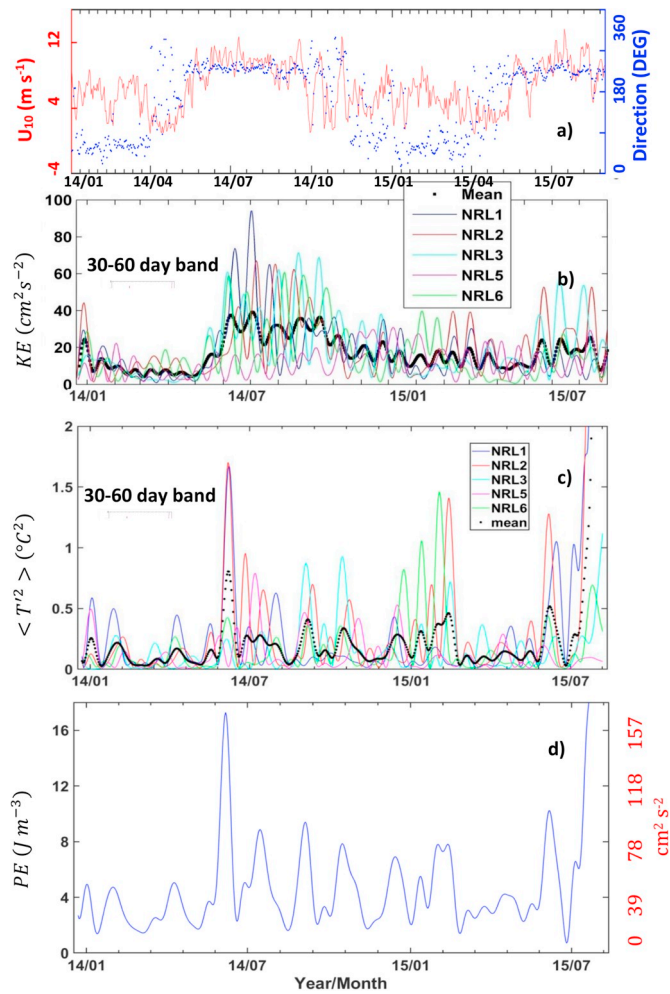 12
4
-4
U10 (m s-1)
360
180
0
Direction (DEG)
a)
14/01 14/04 14/07 14/10 15/01 15/04 15/07
Mean
NRL1
NRL2
NRL3
NRL5
NRL6
30-60 day band
b)
100
80
60
40
20
0
KE (cm² s⁻²)
14/01 14/07 15/01 15/07
NRL1
NRL2
NRL3
NRL5
NRL6
mean
c)
30-60 day band
2
1.5
1
0.5
0
< T'² > (°C²)
14/01 14/07 15/01 15/07
d)
16
12
8
4
0
PE (J m⁻³)
157
118
78
39
0
cm² s⁻²
14/01 14/07 15/01 15/07
Year/Month